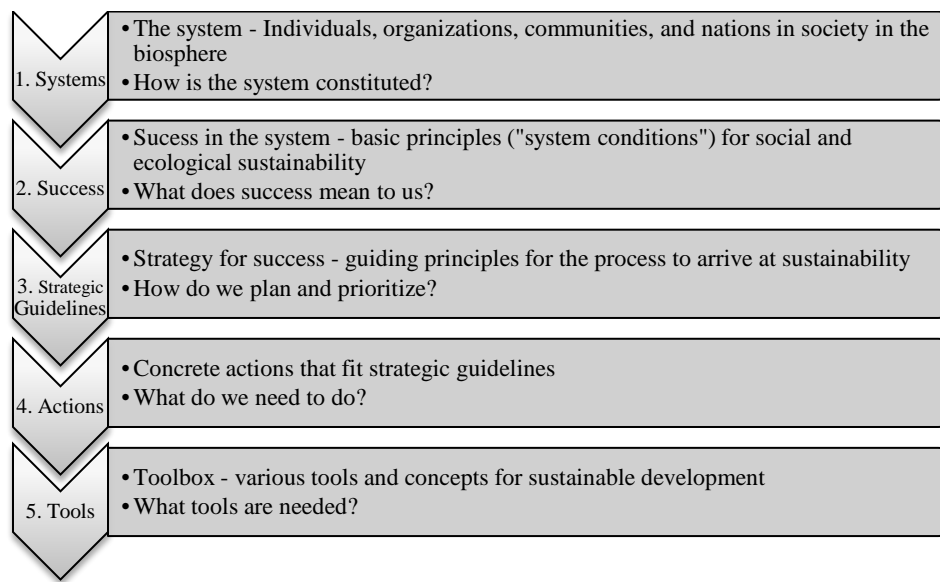 1. Systems
• The system - Individuals, organizations, communities, and nations in society in the
biosphere
• How is the system constituted?
2. Success
• Sucess in the system - basic principles ("system conditions") for social and
ecological sustainability
• What does success mean to us?
3. Strategic
Guidelines
• Strategy for success - guiding principles for the process to arrive at sustainability
• How do we plan and prioritize?
4. Actions
• Concrete actions that fit strategic guidelines
• What do we need to do?
5. Tools
• Toolbox - various tools and concepts for sustainable development
• What tools are needed?